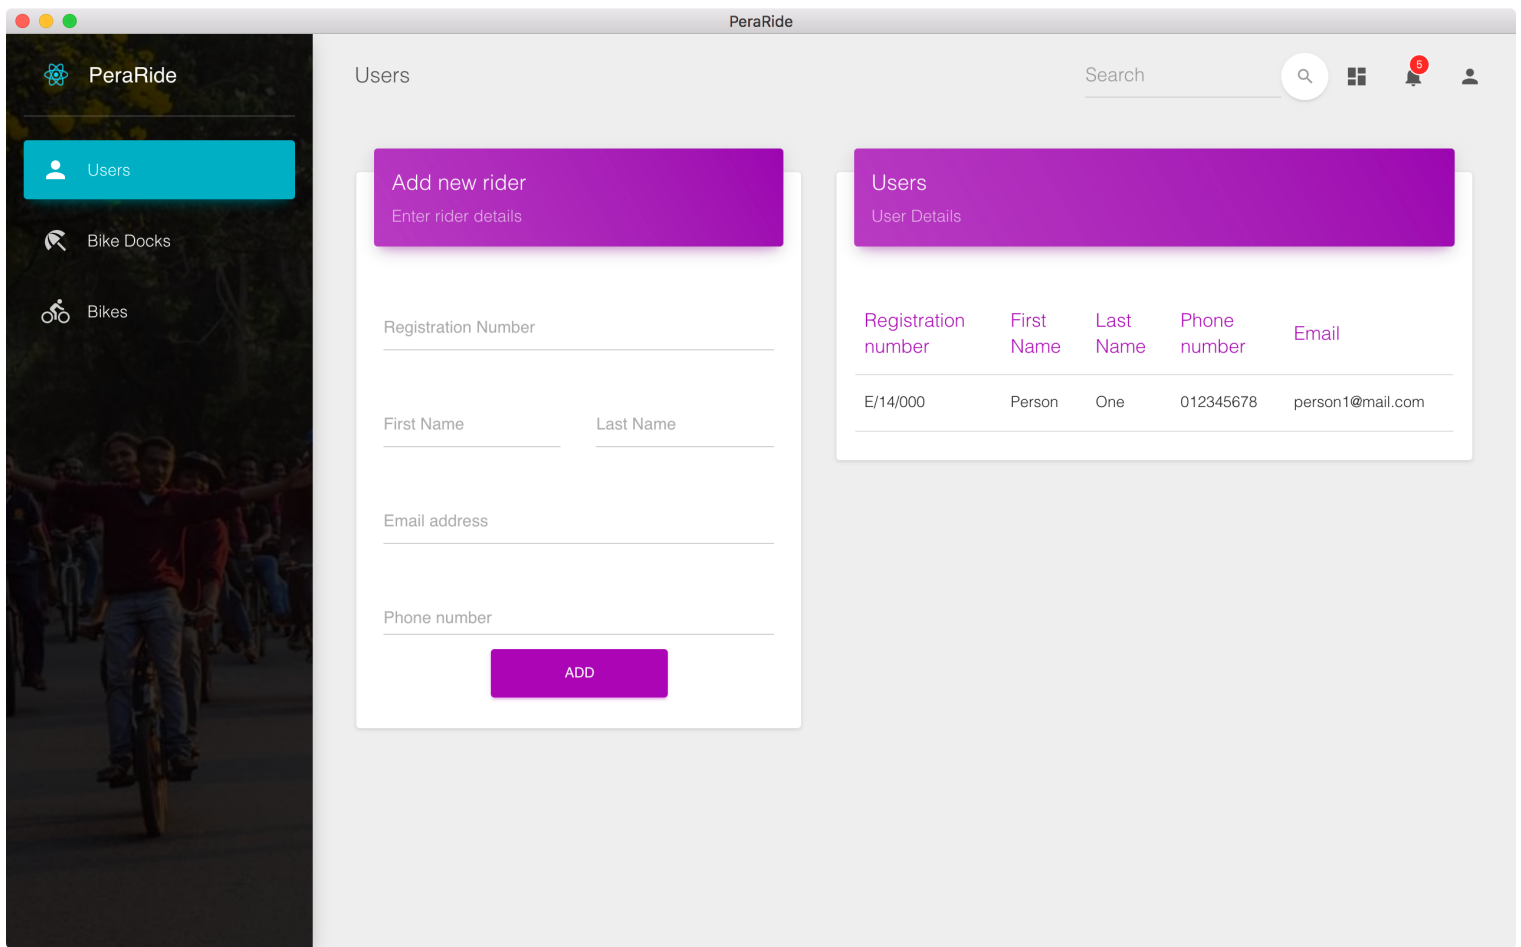 PeraRide
PeraRide
Users
Bike Docks
Bikes
Users
Search
5
Add new rider
Enter rider details
Registration Number
First Name
Last Name
Email address
Phone number
ADD
Users
User Details
Registration number
First Name
Last Name
Phone number
Email
E/14/000
Person
One
012345678
person1@mail.com